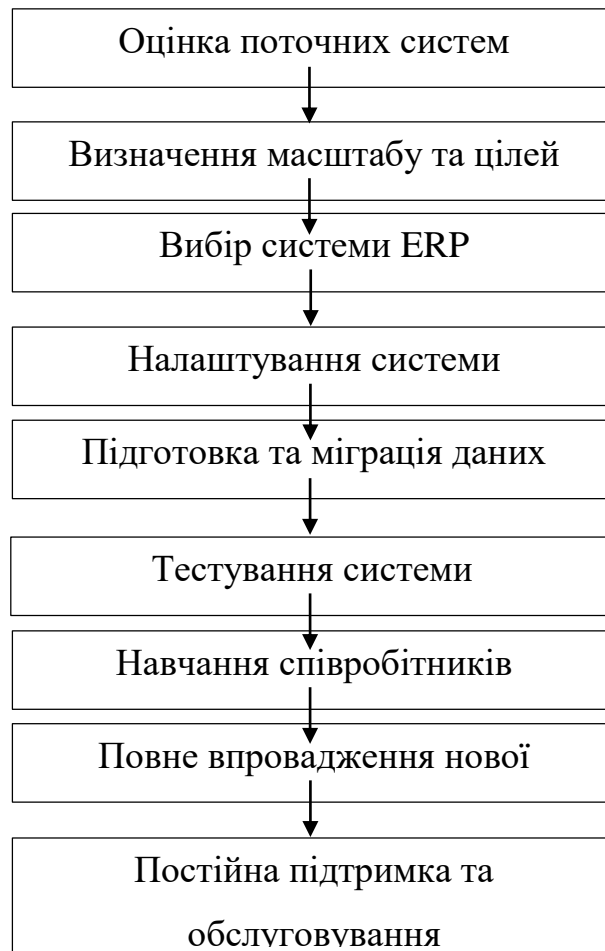 Оцінка поточних систем
Визначення масштабу та цілей
Вибір системи ERP
Налаштування системи
Підготовка та міграція даних
Тестування системи
Навчання співробітників
Повне впровадження нової
Постійна підтримка та
обслуговування